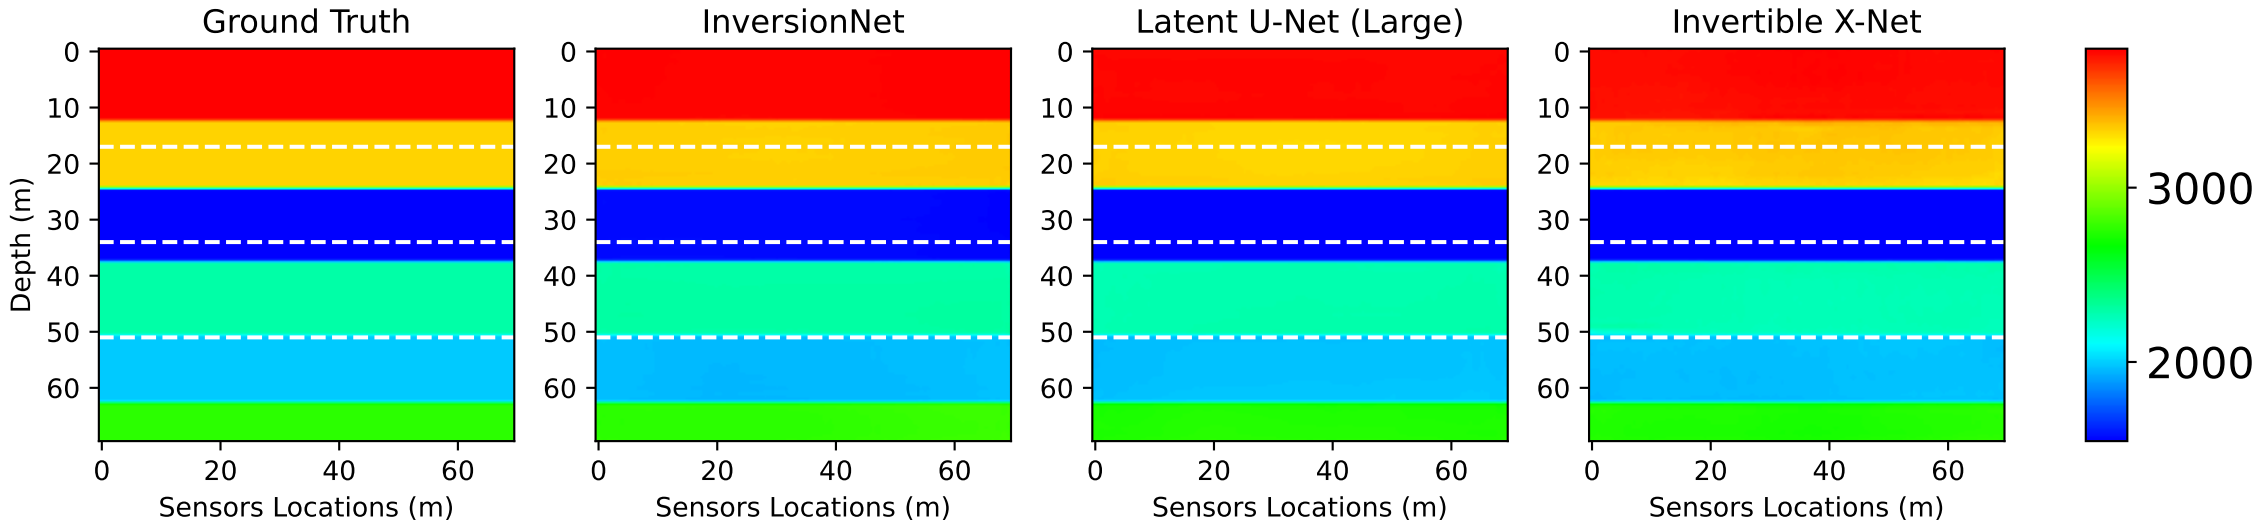 Ground Truth InversionNet Latent U-Net (Large) Invertible X-Net
0 0 0 0
10 10 10 10
20 20 20 20
3000
30 30 30 30
40 40 40 40
50 50 50 50
2000
60 60 60 60
Depth (m)
0 20 40 60 0 20 40 60 0 20 40 60 0 20 40 60
Sensors Locations (m) Sensors Locations (m) Sensors Locations (m) Sensors Locations (m)